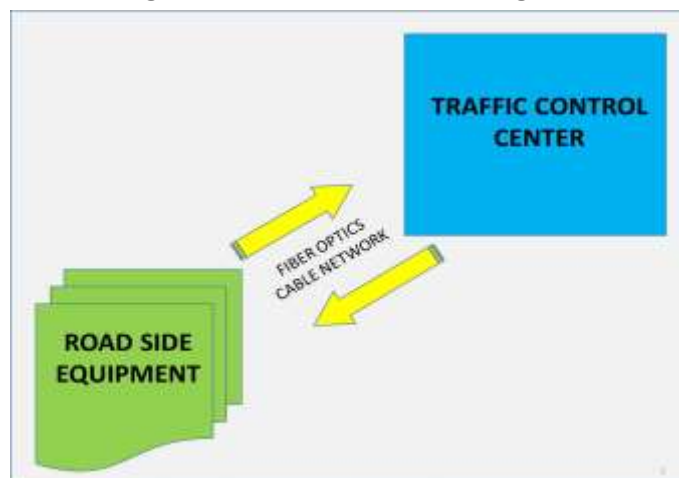 TRAFFIC CONTROL
CENTER
FIBER OPTICS
CABLE NETWORK
ROAD SIDE
EQUIPMENT